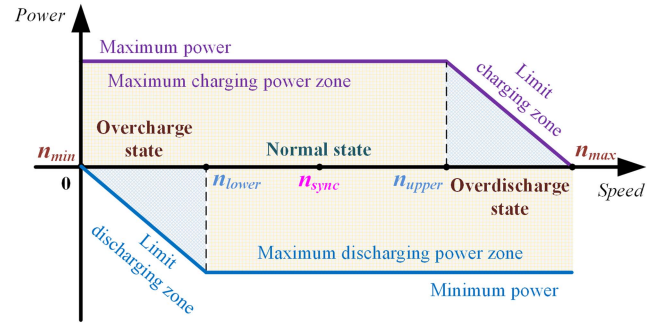 Power
Maximum power
Maximum charging power zone
Limit
charging zone
Overcharge
state
Normal state
n_min
n_max
0
n_lower
n_sync
n_upper
Overdischarge
state
Speed
Limit
discharging zone
Maximum discharging power zone
Minimum power